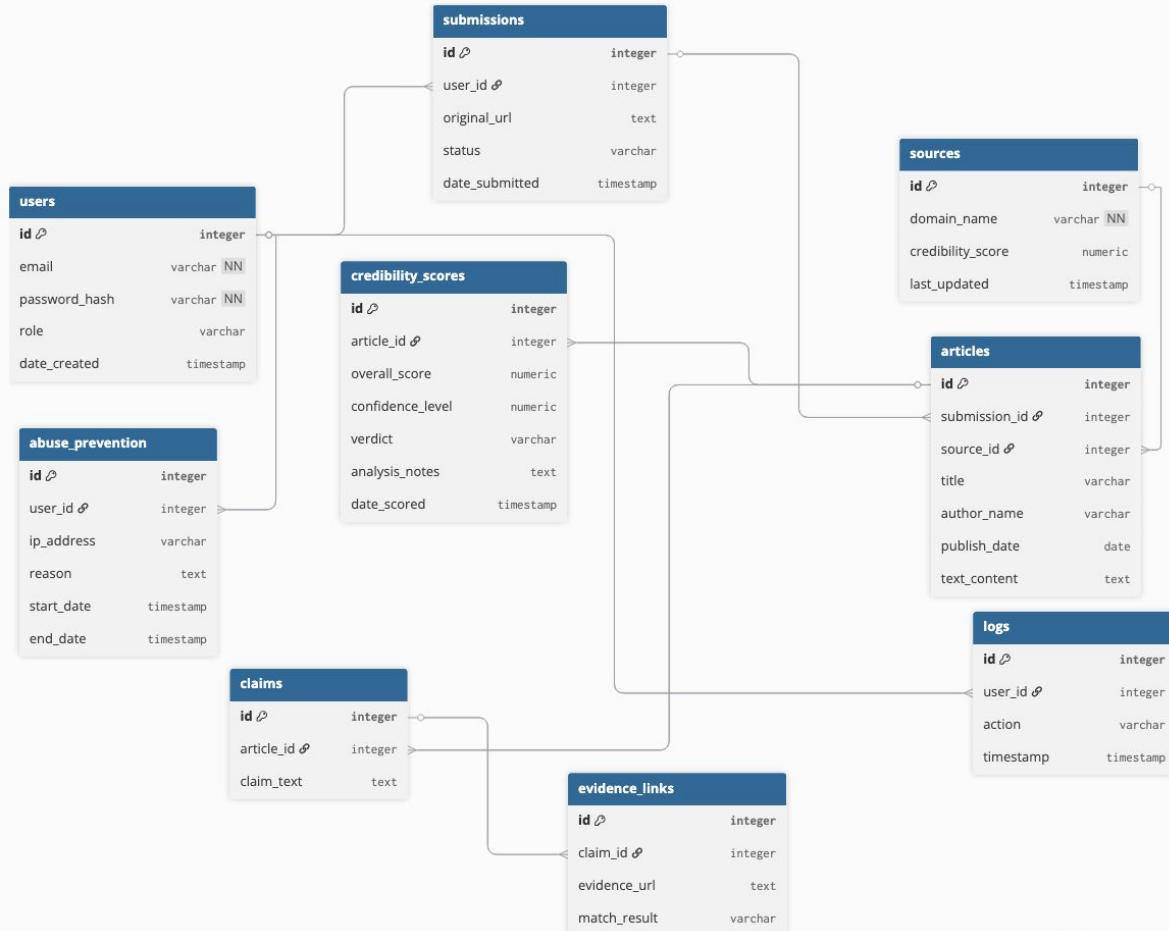 submissions
id integer
user_id integer
original_url text
status varchar
date_submitted timestamp
sources
id integer
domain_name varchar NN
credibility_score numeric
last_updated timestamp
users
id integer
email varchar NN
password_hash varchar NN
role varchar
date_created timestamp
credibility_scores
id integer
article_id integer
overall_score numeric
confidence_level numeric
verdict varchar
analysis_notes text
date_scored timestamp
articles
id integer
submission_id integer
source_id integer
title varchar
author_name varchar
publish_date date
text_content text
abuse_prevention
id integer
user_id integer
ip_address varchar
reason text
start_date timestamp
end_date timestamp
logs
id integer
user_id integer
action varchar
timestamp timestamp
claims
id integer
article_id integer
claim_text text
evidence_links
id integer
claim_id integer
evidence_url text
match_result varchar